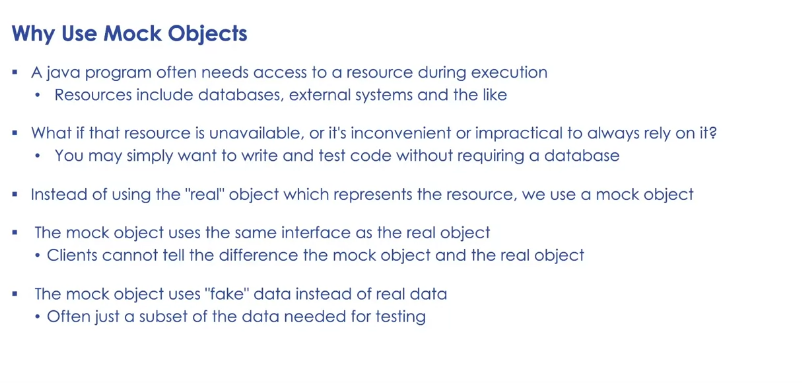 Why Use Mock Objects
▪ A java program often needs access to a resource during execution
• Resources include databases, external systems and the like
▪ What if that resource is unavailable, or it's inconvenient or impractical to always rely on it?
• You may simply want to write and test code without requiring a database
▪ Instead of using the "real" object which represents the resource, we use a mock object
▪ The mock object uses the same interface as the real object
• Clients cannot tell the difference the mock object and the real object
▪ The mock object uses "fake" data instead of real data
• Often just a subset of the data needed for testing